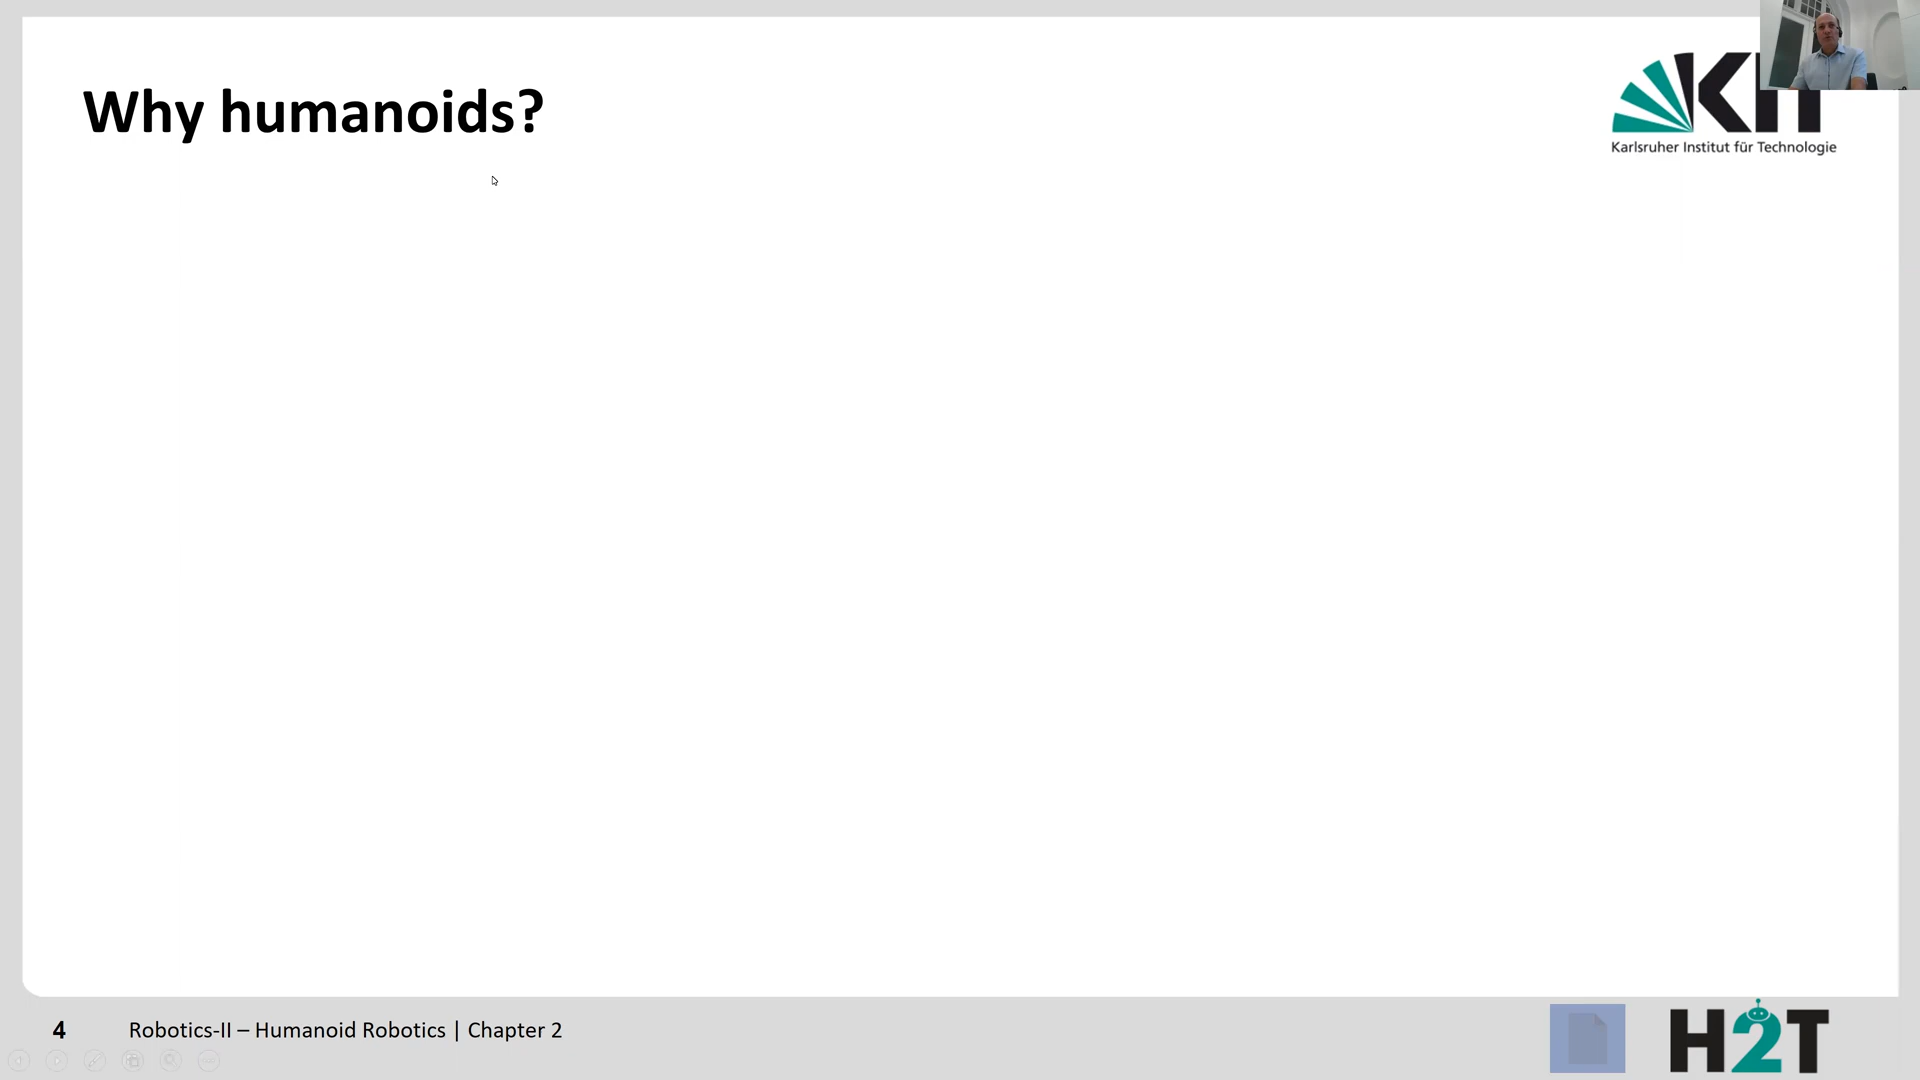 Why humanoids?
KIT
Karlsruher Institut für Technologie
4
Robotics-II – Humanoid Robotics | Chapter 2
H2T